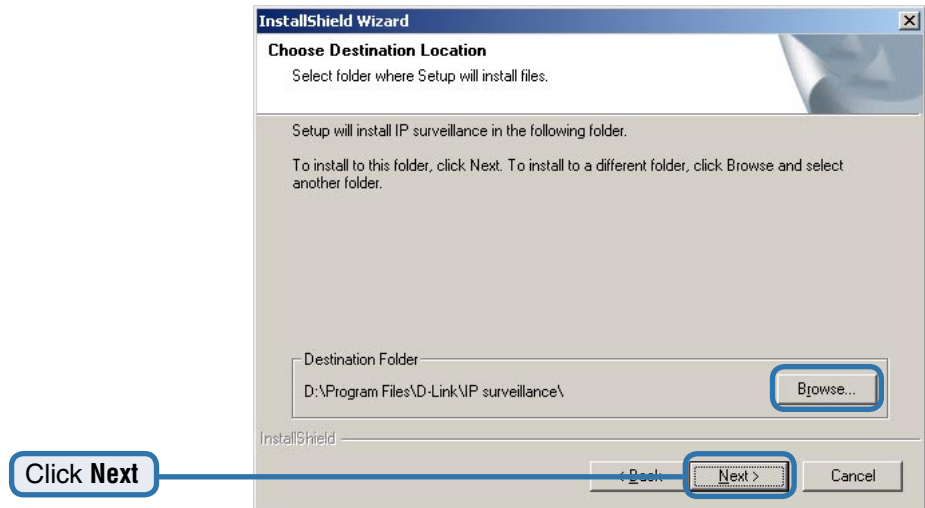 InstallShield Wizard
Choose Destination Location
Select folder where Setup will install files.
Setup will install IP surveillance in the following folder.
To install to this folder, click Next. To install to a different folder, click Browse and select
another folder.
Destination Folder
D:\Program Files\D-Link\IP surveillance\
Browse...
InstallShield
Click Next
< Back
Next >
Cancel